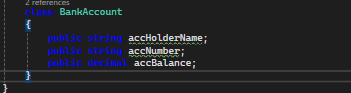 2 references
class BankAccount
{
public string accHolderName;
public string accNumber;
public decimal accBalance;
}
}